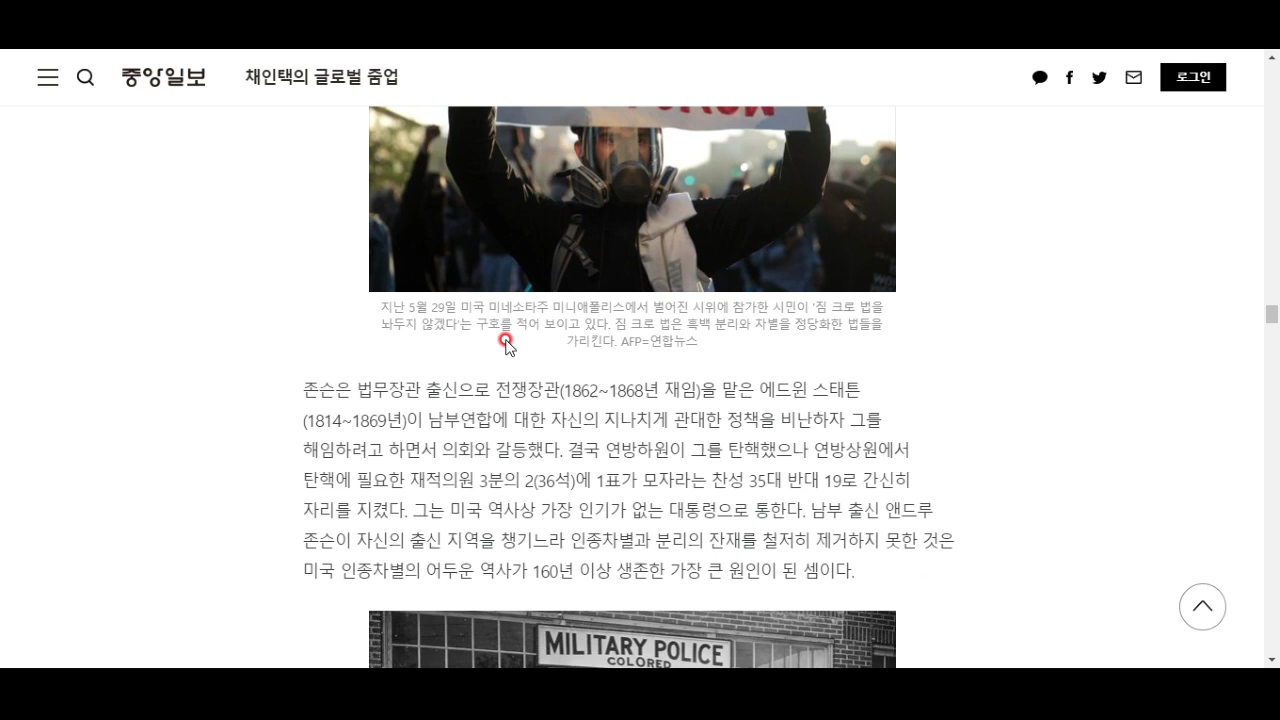 중앙일보 채인택의 글로벌 줌업 로그인
지난 5월 29일 미국 미네소타주 미니애폴리스에서 벌어진 시위에 참가한 시민이 '짐 크로 법을
놔두지 않겠다'는 구호를 적어 보이고 있다. 짐 크로 법은 흑백 분리와 차별을 정당화한 법들을
가리킨다. AFP=연합뉴스
존슨은 법무장관 출신으로 전쟁장관(1862~1868년 재임)을 맡은 에드윈 스태튼
(1814~1869년)이 남부연합에 대한 자신의 지나치게 관대한 정책을 비난하자 그를
해임하려고 하면서 의회와 갈등했다. 결국 연방하원이 그를 탄핵했으나 연방상원에서
탄핵에 필요한 재적의원 3분의 2(36석)에 1표가 모자라는 찬성 35대 반대 19로 간신히
자리를 지켰다. 그는 미국 역사상 가장 인기가 없는 대통령으로 통한다. 남부 출신 앤드루
존슨이 자신의 출신 지역을 챙기느라 인종차별과 분리의 잔재를 철저히 제거하지 못한 것은
미국 인종차별의 어두운 역사가 160년 이상 생존한 가장 큰 원인이 된 셈이다.
MILITARY POLICE
COLORED